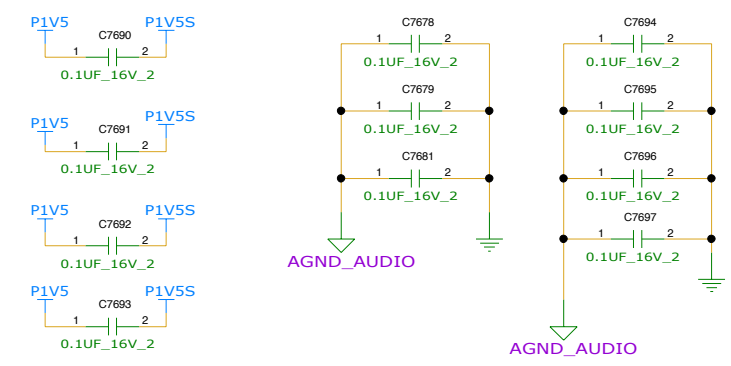 P1V5 P1V5S
C7690
1 2
0.1UF_16V_2
P1V5 P1V5S
C7691
1 2
0.1UF_16V_2
P1V5 P1V5S
C7692
1 2
0.1UF_16V_2
P1V5 P1V5S
C7693
1 2
0.1UF_16V_2
C7678
1 2
0.1UF_16V_2
C7679
1 2
0.1UF_16V_2
C7681
1 2
0.1UF_16V_2
AGND_AUDIO
C7694
1 2
0.1UF_16V_2
C7695
1 2
0.1UF_16V_2
C7696
1 2
0.1UF_16V_2
C7697
1 2
0.1UF_16V_2
AGND_AUDIO